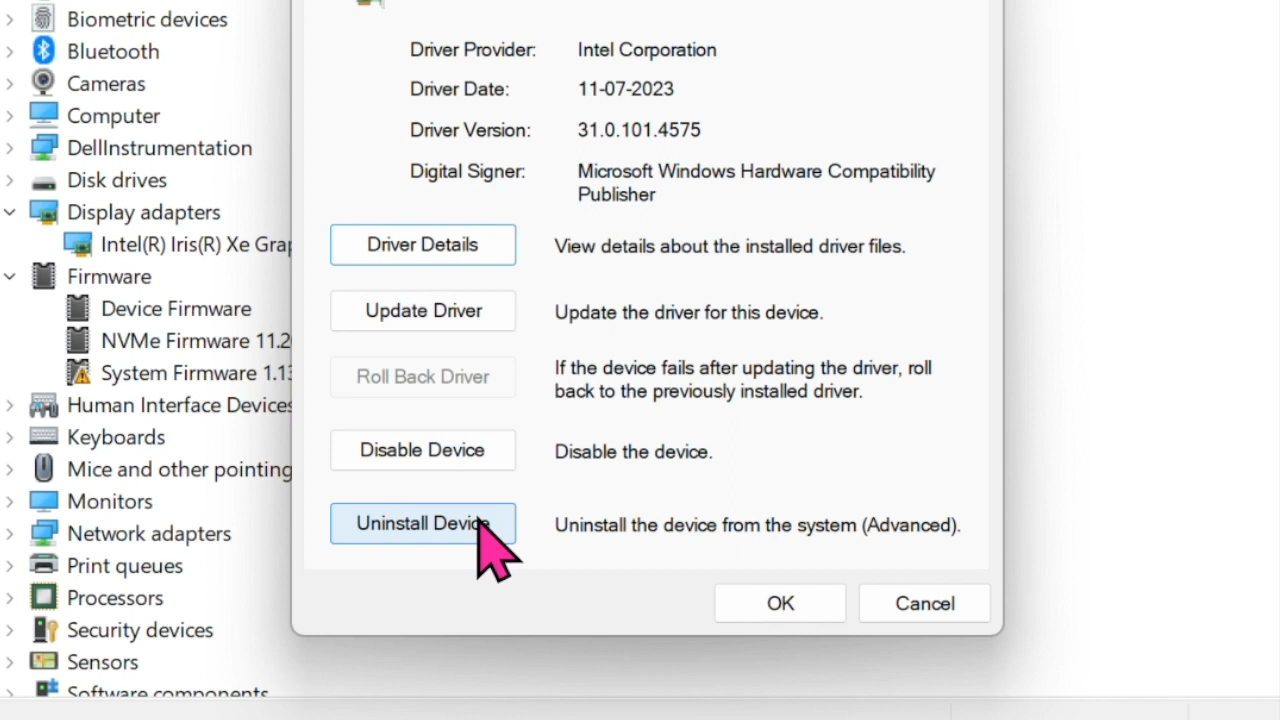 Biometric devices
Bluetooth
Cameras
Computer
DellInstrumentation
Disk drives
Display adapters
Intel(R) Iris(R) Xe Grap
Firmware
Device Firmware
NVMe Firmware 11.2
System Firmware 1.13
Human Interface Devices
Keyboards
Mice and other pointing
Monitors
Network adapters
Print queues
Processors
Security devices
Sensors
Software components
Driver Provider: Intel Corporation
Driver Date: 11-07-2023
Driver Version: 31.0.101.4575
Digital Signer: Microsoft Windows Hardware Compatibility
Publisher
Driver Details View details about the installed driver files.
Update Driver Update the driver for this device.
Roll Back Driver If the device fails after updating the driver, roll
back to the previously installed driver.
Disable Device Disable the device.
Uninstall Device Uninstall the device from the system (Advanced).
OK Cancel